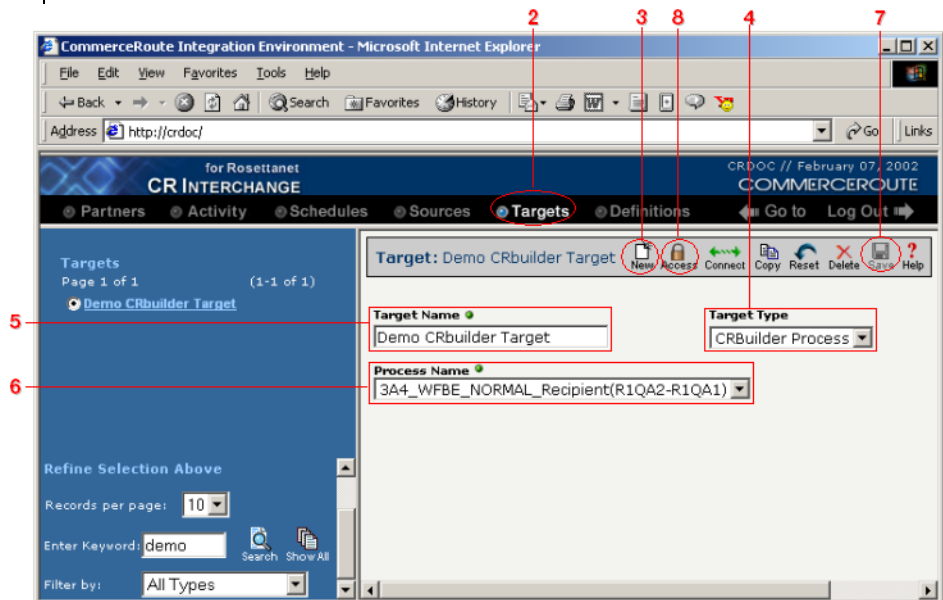 2 3 8 4 7
CommerceRoute Integration Environment - Microsoft Internet Explorer
File Edit View Favorites Tools Help
Back Search Favorites History
Address http://crdoc/ Go Links
for Rosettanet CRDOC // February 07, 2002
CR INTERCHANGE COMMERCEROUTE
Partners Activity Schedules Sources Targets Definitions Go to Log Out
Targets
Page 1 of 1 (1-1 of 1)
Demo CRbuilder Target
Target: Demo CRbuilder Target New Access Connect Copy Reset Delete Save Help
5 Target Name Target Type
Demo CRbuilder Target CRBuilder Process
6 Process Name
3A4_WFBE_NORMAL_Recipient(R1QA2-R1QA1)
Refine Selection Above
Records per page: 10
Enter Keyword: demo Search Show All
Filter by: All Types